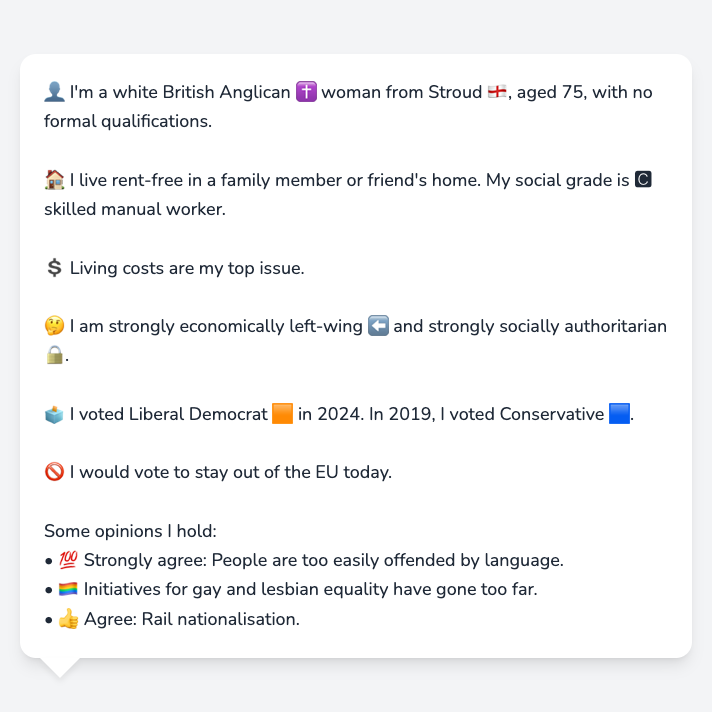 👤 I'm a white British Anglican ✝️ woman from Stroud 🏴󠁧󠁢󠁥󠁮󠁧󠁿, aged 75, with no
formal qualifications.
🏠 I live rent-free in a family member or friend's home. My social grade is 🅲
skilled manual worker.
💲 Living costs are my top issue.
🤔 I am strongly economically left-wing ⬅️ and strongly socially authoritarian
🔒.
🗳️ I voted Liberal Democrat 🟧 in 2024. In 2019, I voted Conservative 🟦.
🚫 I would vote to stay out of the EU today.
Some opinions I hold:
• 💯 Strongly agree: People are too easily offended by language.
• 🏳️‍🌈 Initiatives for gay and lesbian equality have gone too far.
• 👍 Agree: Rail nationalisation.